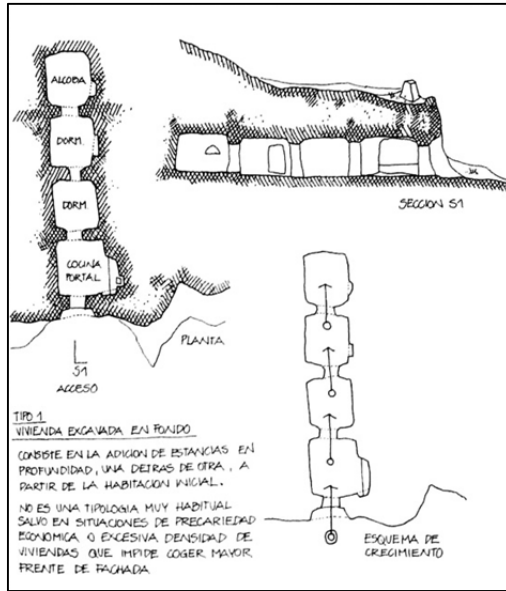 ALCOBA
DORM.
DORM.
COCINA
PORTAL
S1
ACCESO
PLANTA
SECCION S1
TIPO 1
VIVIENDA EXCAVADA EN FONDO
CONSISTE EN LA ADICION DE ESTANCIAS EN
PROFUNDIDAD, UNA DETRAS DE OTRA, A
PARTIR DE LA HABITACION INICIAL.
NO ES UNA TIPOLOGIA MUY HABITUAL
SALVO EN SITUACIONES DE PRECARIEDAD
ECONOMICA O EXCESIVA DENSIDAD DE
VIVIENDAS QUE IMPIDE COGER MAYOR
FRENTE DE FACHADA
ESQUEMA DE
CRECIMIENTO